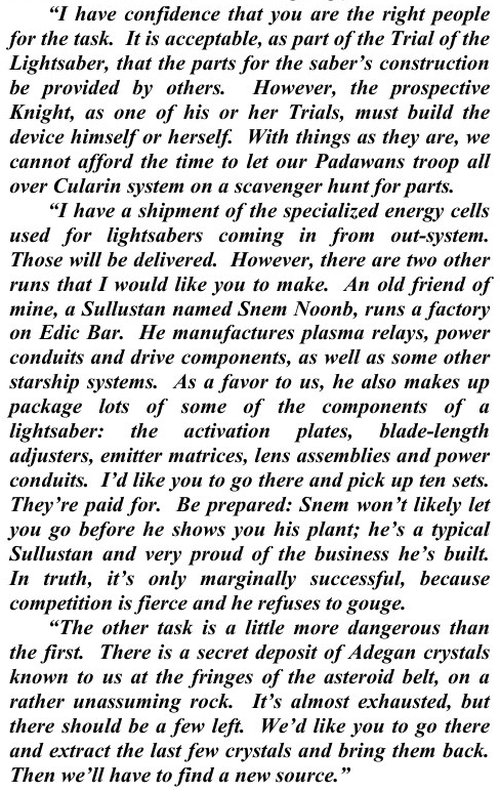 “I have confidence that you are the right people
for the task. It is acceptable, as part of the Trial of the
Lightsaber, that the parts for the saber’s construction
be provided by others. However, the prospective
Knight, as one of his or her Trials, must build the
device himself or herself. With things as they are, we
cannot afford the time to let our Padawans troop all
over Cularin system on a scavenger hunt for parts.
“I have a shipment of the specialized energy cells
used for lightsabers coming in from out-system.
Those will be delivered. However, there are two other
runs that I would like you to make. An old friend of
mine, a Sullustan named Snem Noonb, runs a factory
on Edic Bar. He manufactures plasma relays, power
conduits and drive components, as well as some other
starship systems. As a favor to us, he also makes up
package lots of some of the components of a
lightsaber: the activation plates, blade-length
adjusters, emitter matrices, lens assemblies and power
conduits. I’d like you to go there and pick up ten sets.
They’re paid for. Be prepared: Snem won’t likely let
you go before he shows you his plant; he’s a typical
Sullustan and very proud of the business he’s built.
In truth, it’s only marginally successful, because
competition is fierce and he refuses to gouge.
“The other task is a little more dangerous than
the first. There is a secret deposit of Adegan crystals
known to us at the fringes of the asteroid belt, on a
rather unassuming rock. It’s almost exhausted, but
there should be a few left. We’d like you to go there
and extract the last few crystals and bring them back.
Then we’ll have to find a new source.”